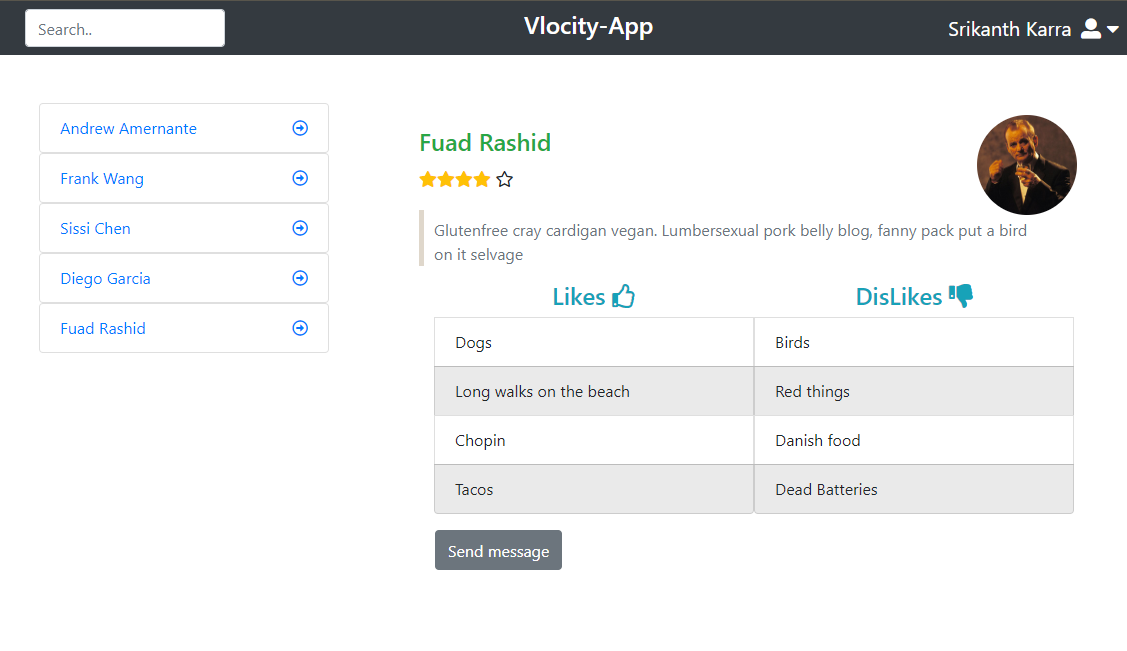 Search..
Vlocity-App
Srikanth Karra
Andrew Amernante
Frank Wang
Sissi Chen
Diego Garcia
Fuad Rashid
Fuad Rashid
Glutenfree cray cardigan vegan. Lumbersexual pork belly blog, fanny pack put a bird
on it selvage
Likes
DisLikes
Dogs
Birds
Long walks on the beach
Red things
Chopin
Danish food
Tacos
Dead Batteries
Send message